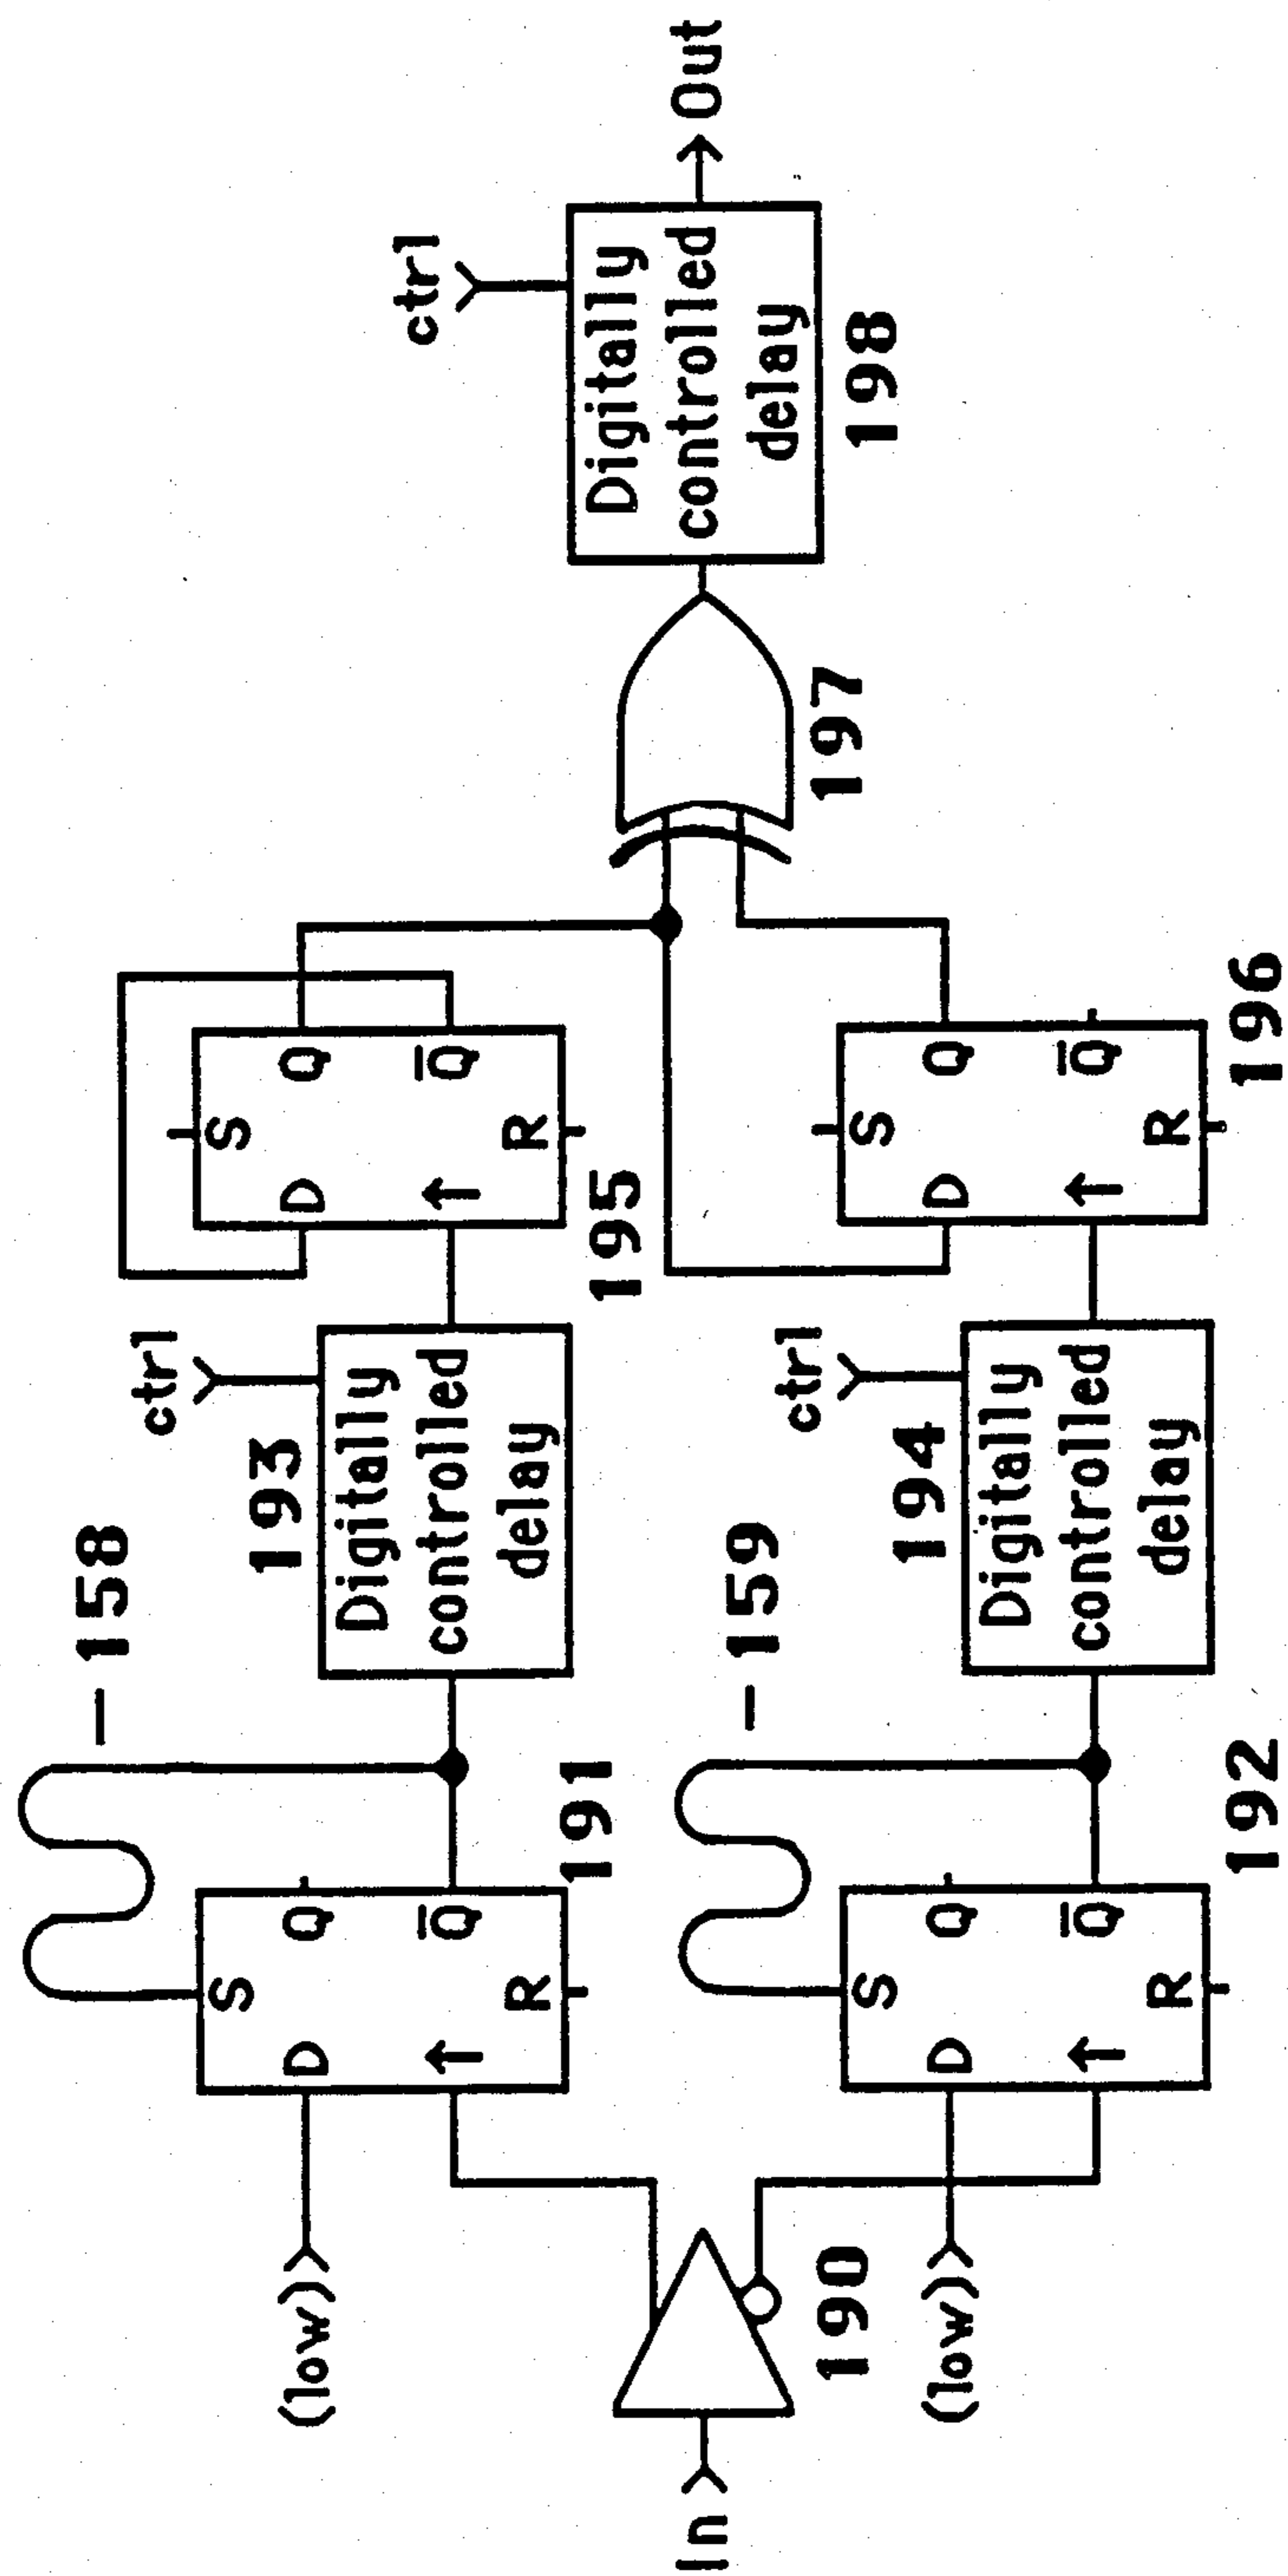 In
190
(low)
(low)
D
S
Q
Q̅
R
191
D
S
Q
Q̅
R
192
158
159
ctrl
193
Digitally
controlled
delay
ctrl
194
Digitally
controlled
delay
D
S
Q
Q̅
R
195
D
S
Q
Q̅
R
196
197
ctrl
Digitally
controlled
delay
198
Out